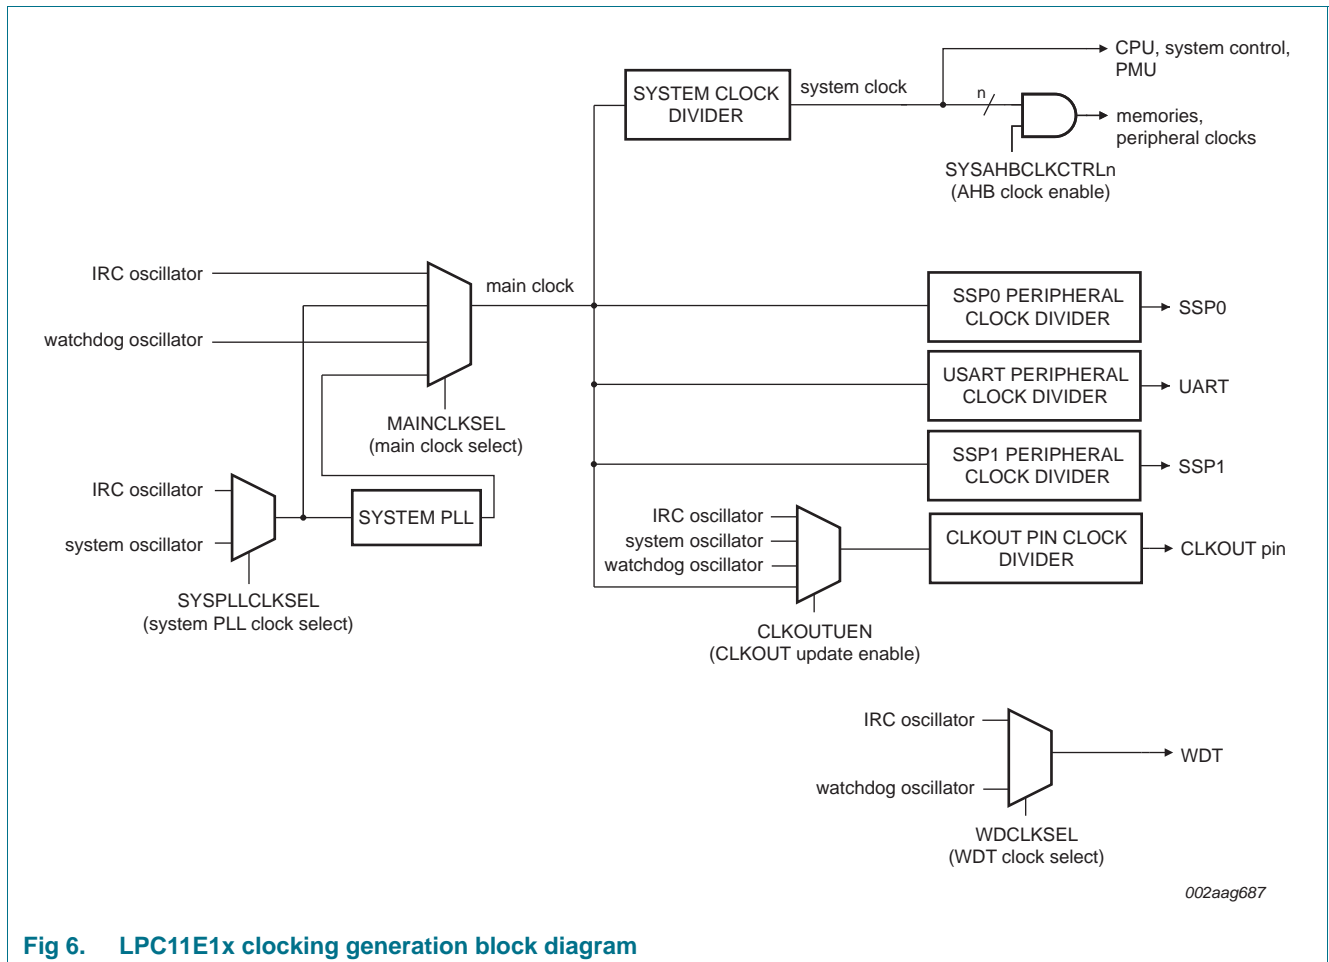 CPU, system control,
PMU
SYSTEM CLOCK
DIVIDER
system clock
n
memories,
peripheral clocks
SYSAHBCLKCTRLn
(AHB clock enable)
IRC oscillator
watchdog oscillator
main clock
MAINCLKSEL
(main clock select)
SSP0 PERIPHERAL
CLOCK DIVIDER
SSP0
USART PERIPHERAL
CLOCK DIVIDER
UART
SSP1 PERIPHERAL
CLOCK DIVIDER
SSP1
IRC oscillator
system oscillator
SYSTEM PLL
SYSPLLCLKSEL
(system PLL clock select)
IRC oscillator
system oscillator
watchdog oscillator
CLKOUT PIN CLOCK
DIVIDER
CLKOUT pin
CLKOUTUEN
(CLKOUT update enable)
IRC oscillator
watchdog oscillator
WDT
WDCLKSEL
(WDT clock select)
002aag687
Fig 6. LPC11E1x clocking generation block diagram